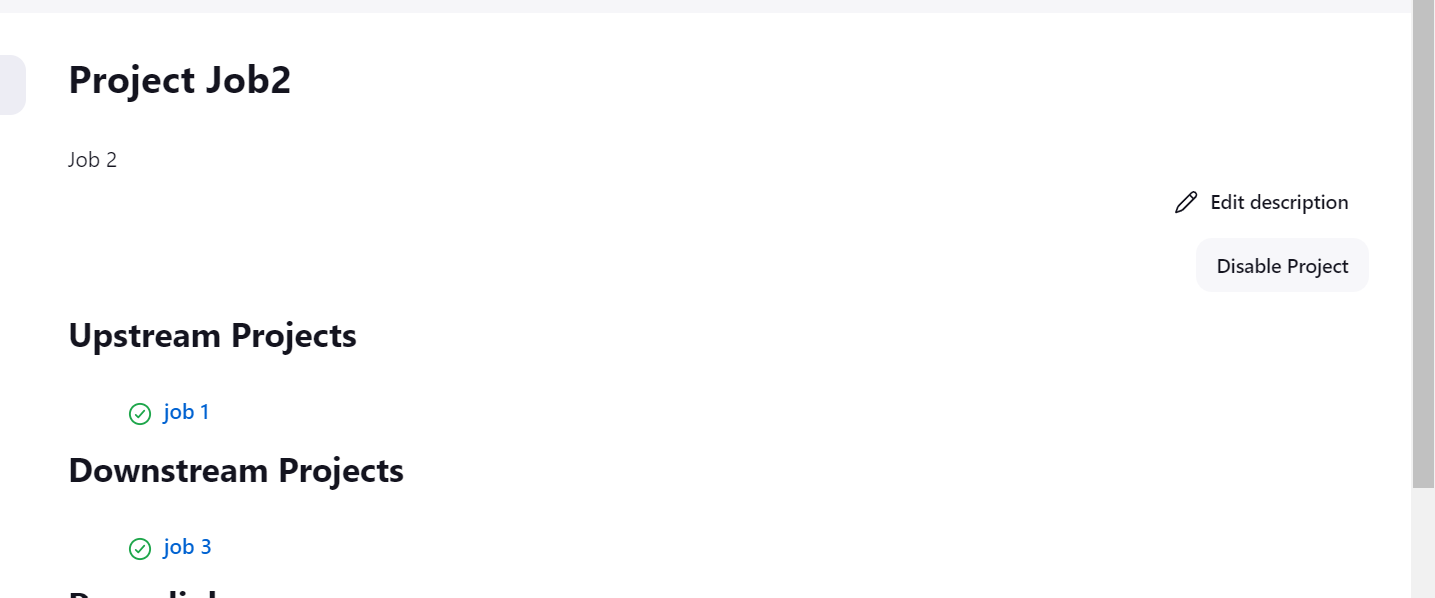 Project Job2
Job 2
Edit description
Disable Project
Upstream Projects
job 1
Downstream Projects
job 3